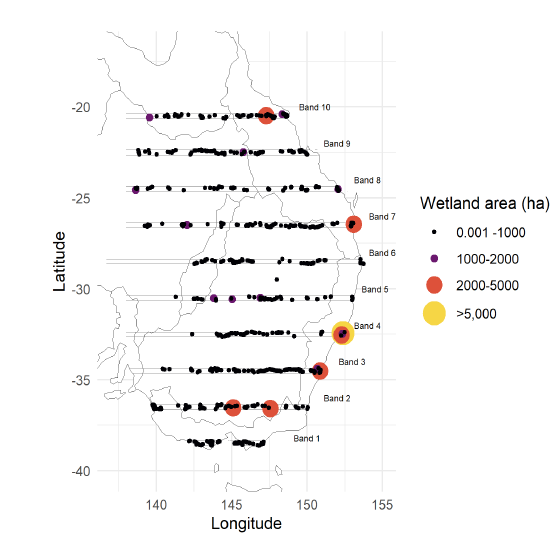 -20
-25
-30
-35
-40
Latitude
Band 10
Band 9
Band 8
Band 7
Band 6
Band 5
Band 4
Band 3
Band 2
Band 1
140
145
150
155
Longitude
Wetland area (ha)
0.001 -1000
1000-2000
2000-5000
>5,000